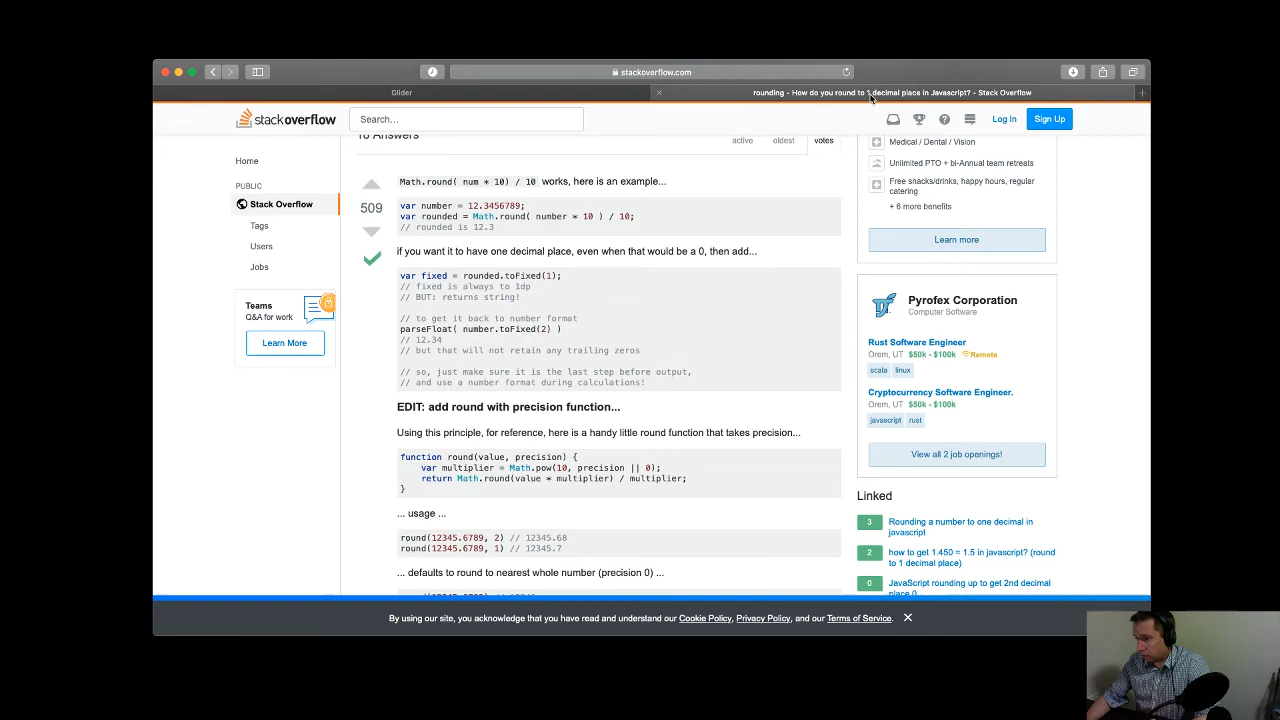 stackoverflow.com
Glider
rounding - How do you round to 1 decimal place in Javascript? - Stack Overflow
stackoverflow
Search...
Log In
Sign Up
Home
PUBLIC
Stack Overflow
Tags
Users
Jobs
Teams
Q&A for work
Learn More
Answers
active
oldest
votes
509
Math.round( num * 10) / 10 works, here is an example...
var number = 12.3456789;
var rounded = Math.round( number * 10 ) / 10;
// rounded is 12.3
if you want it to have one decimal place, even when that would be a 0, then add...
var fixed = rounded.toFixed(1);
// fixed is always to 1dp
// BUT: returns string!
// to get it back to number format
parseFloat( number.toFixed(2) )
// 12.34
// but that will not retain any trailing zeros
// so, just make sure it is the last step before output,
// and use a number format during calculations!
EDIT: add round with precision function...
Using this principle, for reference, here is a handy little round function that takes precision...
function round(value, precision) {
var multiplier = Math.pow(10, precision || 0);
return Math.round(value * multiplier) / multiplier;
}
... usage ...
round(12345.6789, 2) // 12345.68
round(12345.6789, 1) // 12345.7
... defaults to round to nearest whole number (precision 0) ...
Medical / Dental / Vision
Unlimited PTO + bi-Annual team retreats
Free snacks/drinks, happy hours, regular
catering
+ 6 more benefits
Learn more
Pyrofex Corporation
Computer Software
Rust Software Engineer
Orem, UT $50k - $100k Remote
scala linux
Cryptocurrency Software Engineer.
Orem, UT $50k - $100k
javascript rust
View all 2 job openings!
Linked
3 Rounding a number to one decimal in
javascript
2 how to get 1.450 = 1.5 in javascript? (round
to 1 decimal place)
0 JavaScript rounding up to get 2nd decimal
place 0
By using our site, you acknowledge that you have read and understand our Cookie Policy, Privacy Policy, and our Terms of Service.